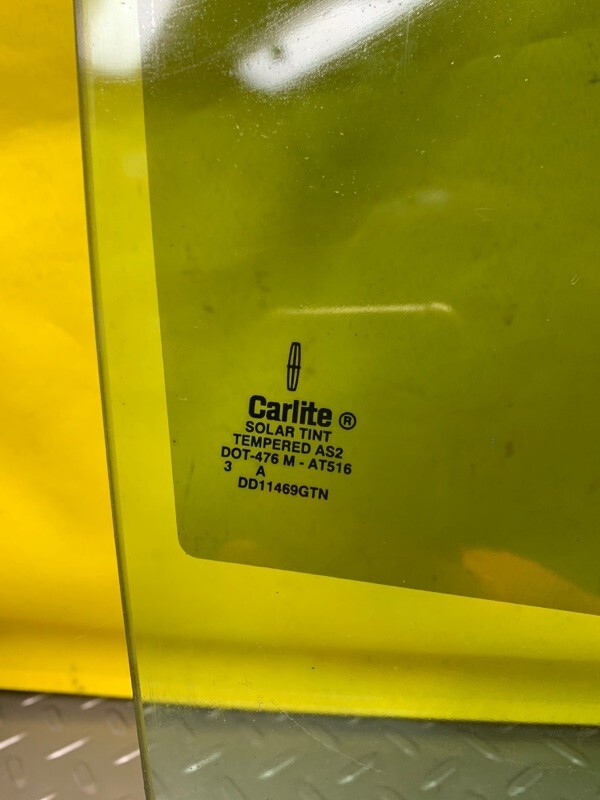 Carlite ®
SOLAR TINT
TEMPERED AS2
DOT-476 M - AT516
3 A
DD11469GTN